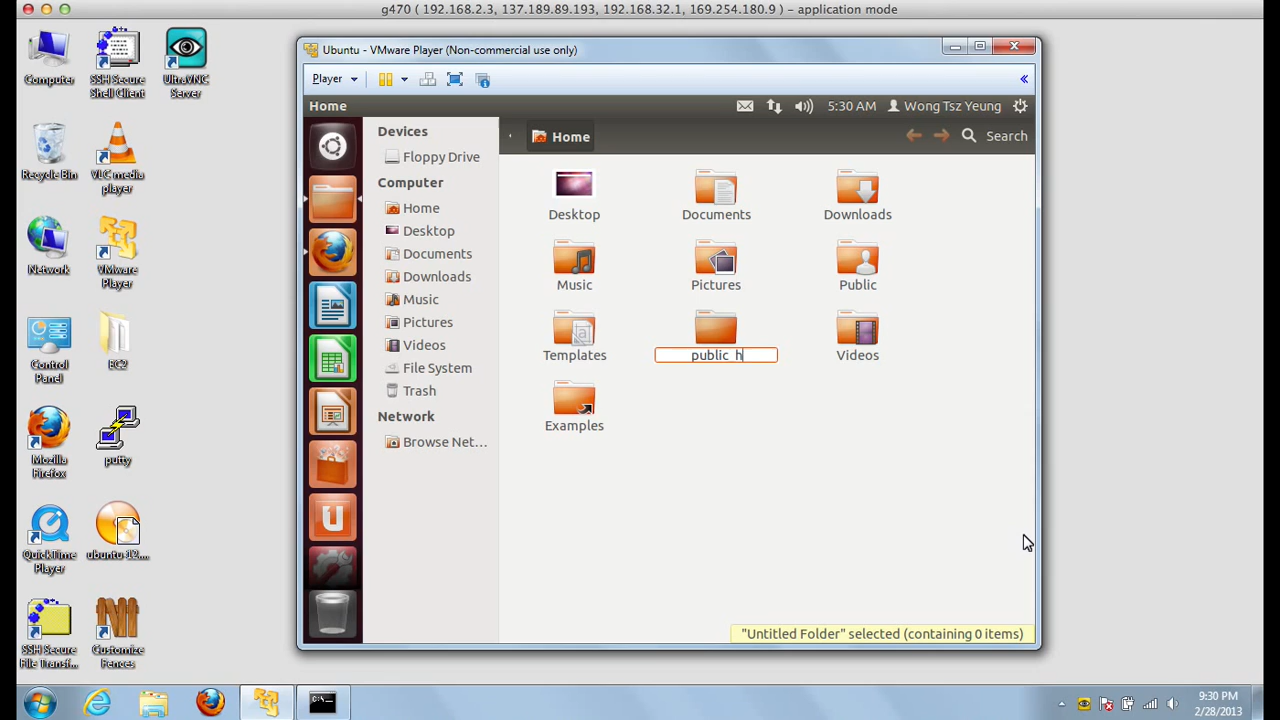 g470 ( 192.168.2.3, 137.189.89.193, 192.168.32.1, 169.254.180.9 ) – application mode
Computer
SSH Secure
Shell Client
UltraVNC
Server
Recycle Bin
VLC media
player
Network
VMware
Player
Control
Panel
EC2
Mozilla
Firefox
putty
QuickTime
Player
ubuntu-12....
SSH Secure
File Transf...
Customize
Fences
Ubuntu - VMware Player (Non-commercial use only)
Player
«
Home
5:30 AM
Wong Tsz Yeung
Devices
Floppy Drive
Computer
Home
Desktop
Documents
Downloads
Music
Pictures
Videos
File System
Trash
Network
Browse Net...
Home
Search
Desktop
Documents
Downloads
Music
Pictures
Public
Templates
public_h
Videos
Examples
"Untitled Folder" selected (containing 0 items)
C:\
9:30 PM
2/28/2013